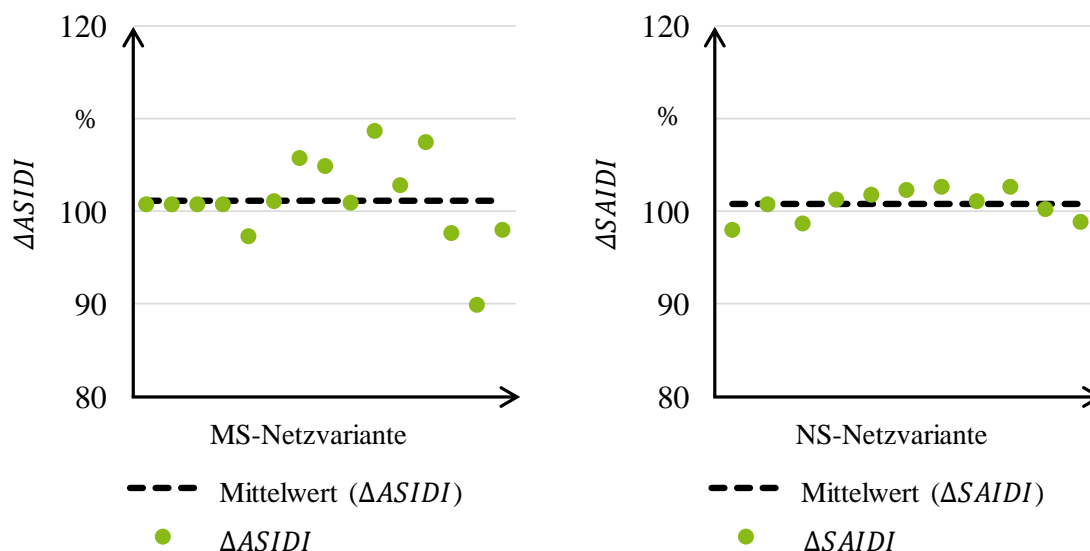 120
%
100
90
80
ΔASIDI
MS-Netzvariante
Mittelwert (ΔASIDI)
ΔASIDI
120
%
100
90
80
ΔSAIDI
NS-Netzvariante
Mittelwert (ΔSAIDI)
ΔSAIDI